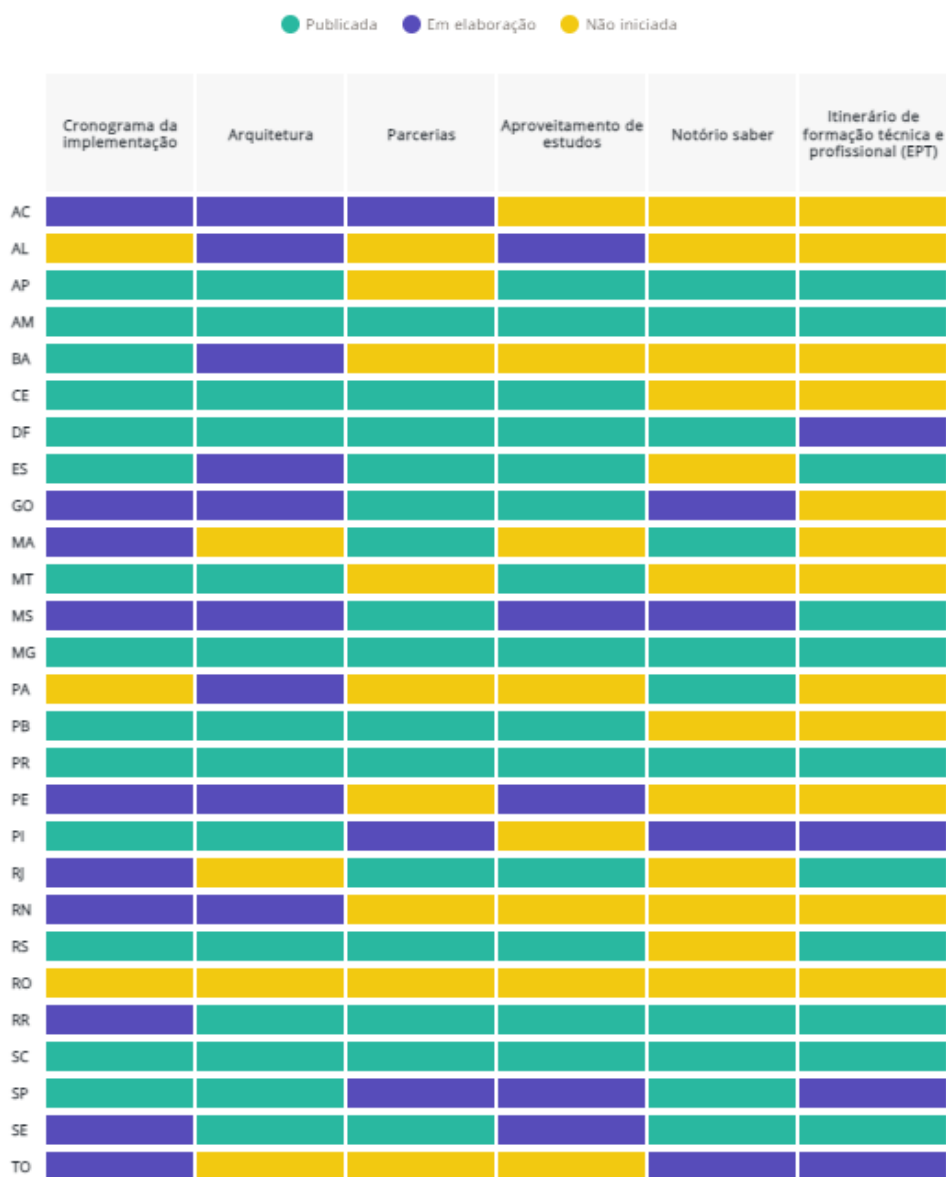 Publicada Em elaboração Não iniciada
Cronograma da
implementação
Arquitetura
Parcerias
Aproveitamento de
estudos
Notório saber
Itinerário de
formação técnica e
profissional (EPT)
AC
AL
AP
AM
BA
CE
DF
ES
GO
MA
MT
MS
MG
PA
PB
PR
PE
PI
RJ
RN
RS
RO
RR
SC
SP
SE
TO